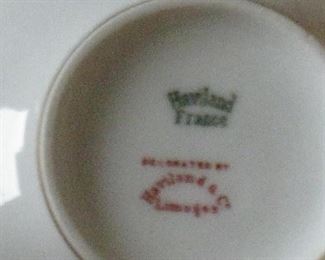 Haviland
France
DECORATED BY
Haviland & Co
Limoges